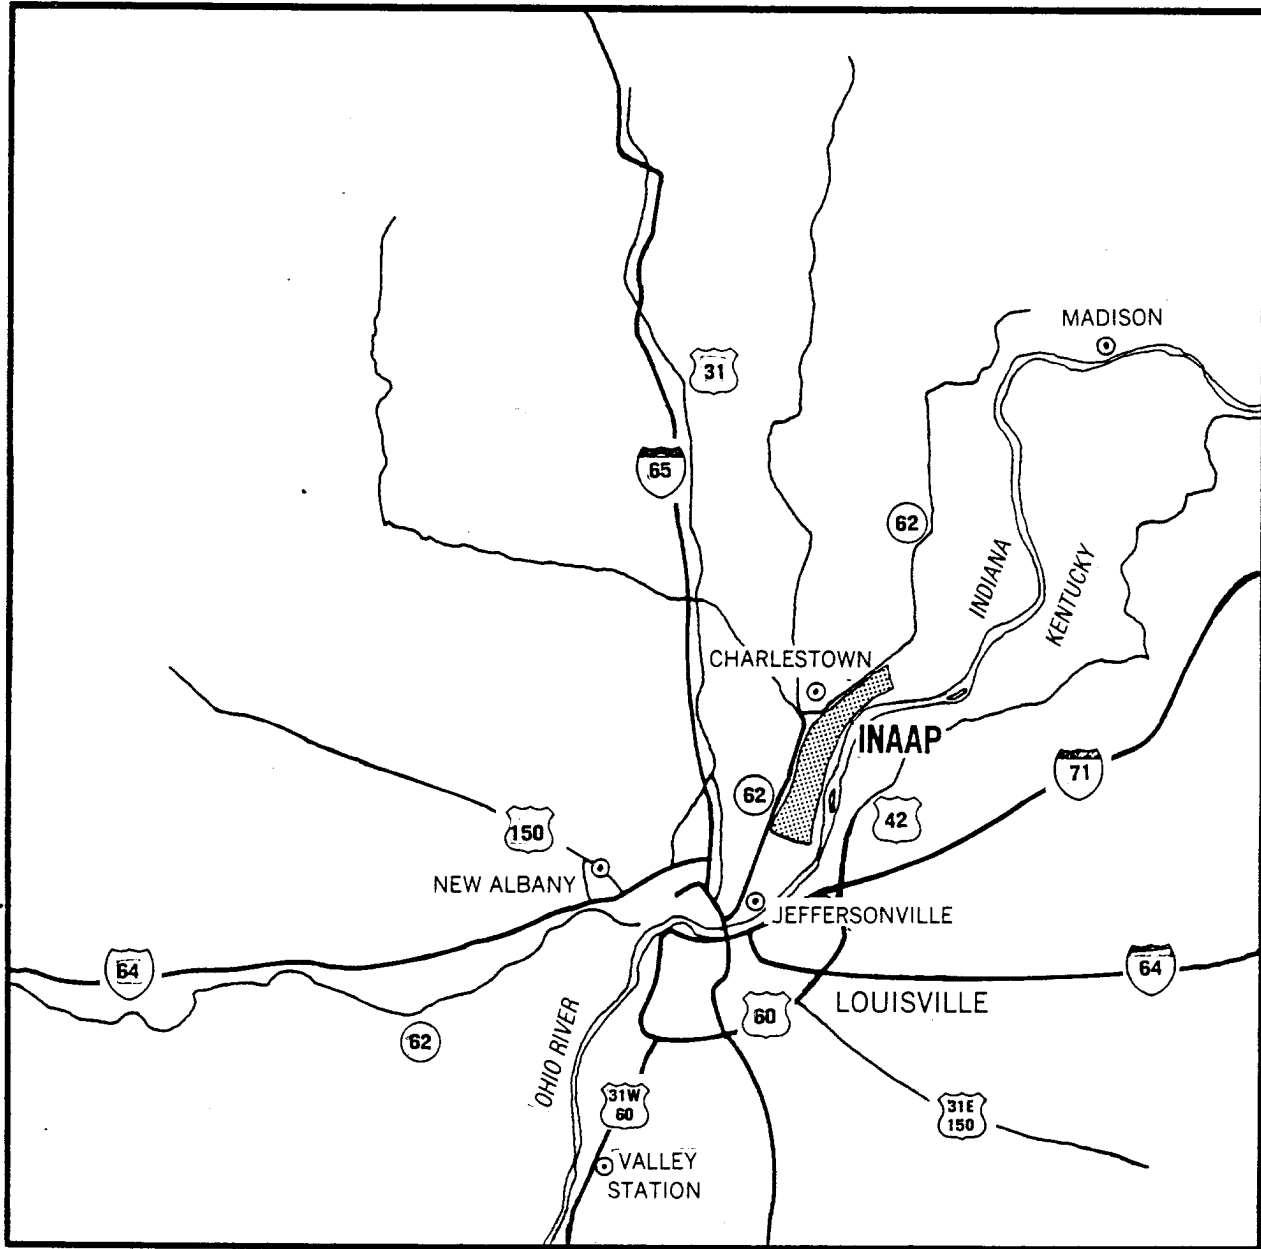 MADISON
31
65
62
INDIANA
KENTUCKY
CHARLESTOWN
INAAP
71
62
42
150
NEW ALBANY
JEFFERSONVILLE
64
64
LOUISVILLE
60
62
OHIO RIVER
31W
60
31E
150
VALLEY
STATION